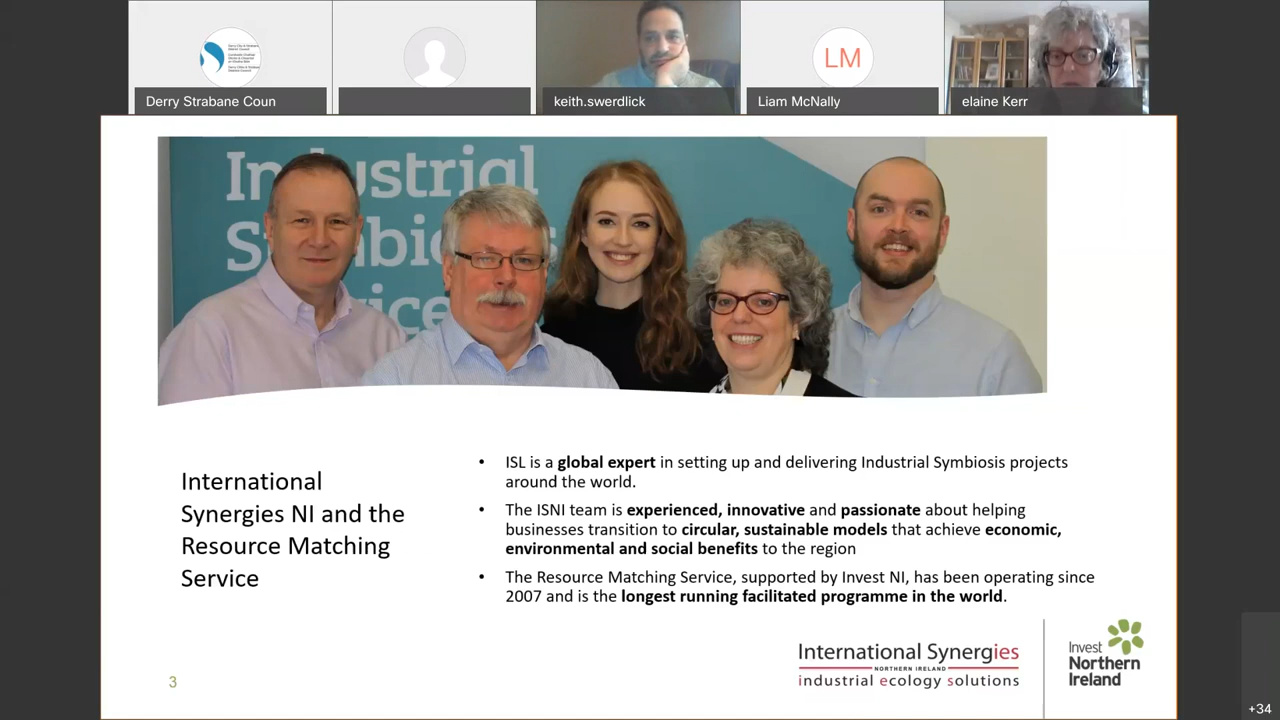 Derry Strabane Coun
keith.swerdlick
LM
Liam McNally
elaine Kerr
Industrial
International
Synergies NI and the
Resource Matching
Service
• ISL is a global expert in setting up and delivering Industrial Symbiosis projects
around the world.
• The ISNI team is experienced, innovative and passionate about helping
businesses transition to circular, sustainable models that achieve economic,
environmental and social benefits to the region
• The Resource Matching Service, supported by Invest NI, has been operating since
2007 and is the longest running facilitated programme in the world.
International Synergies
NORTHERN IRELAND
industrial ecology solutions
Invest
Northern
Ireland
3
+34